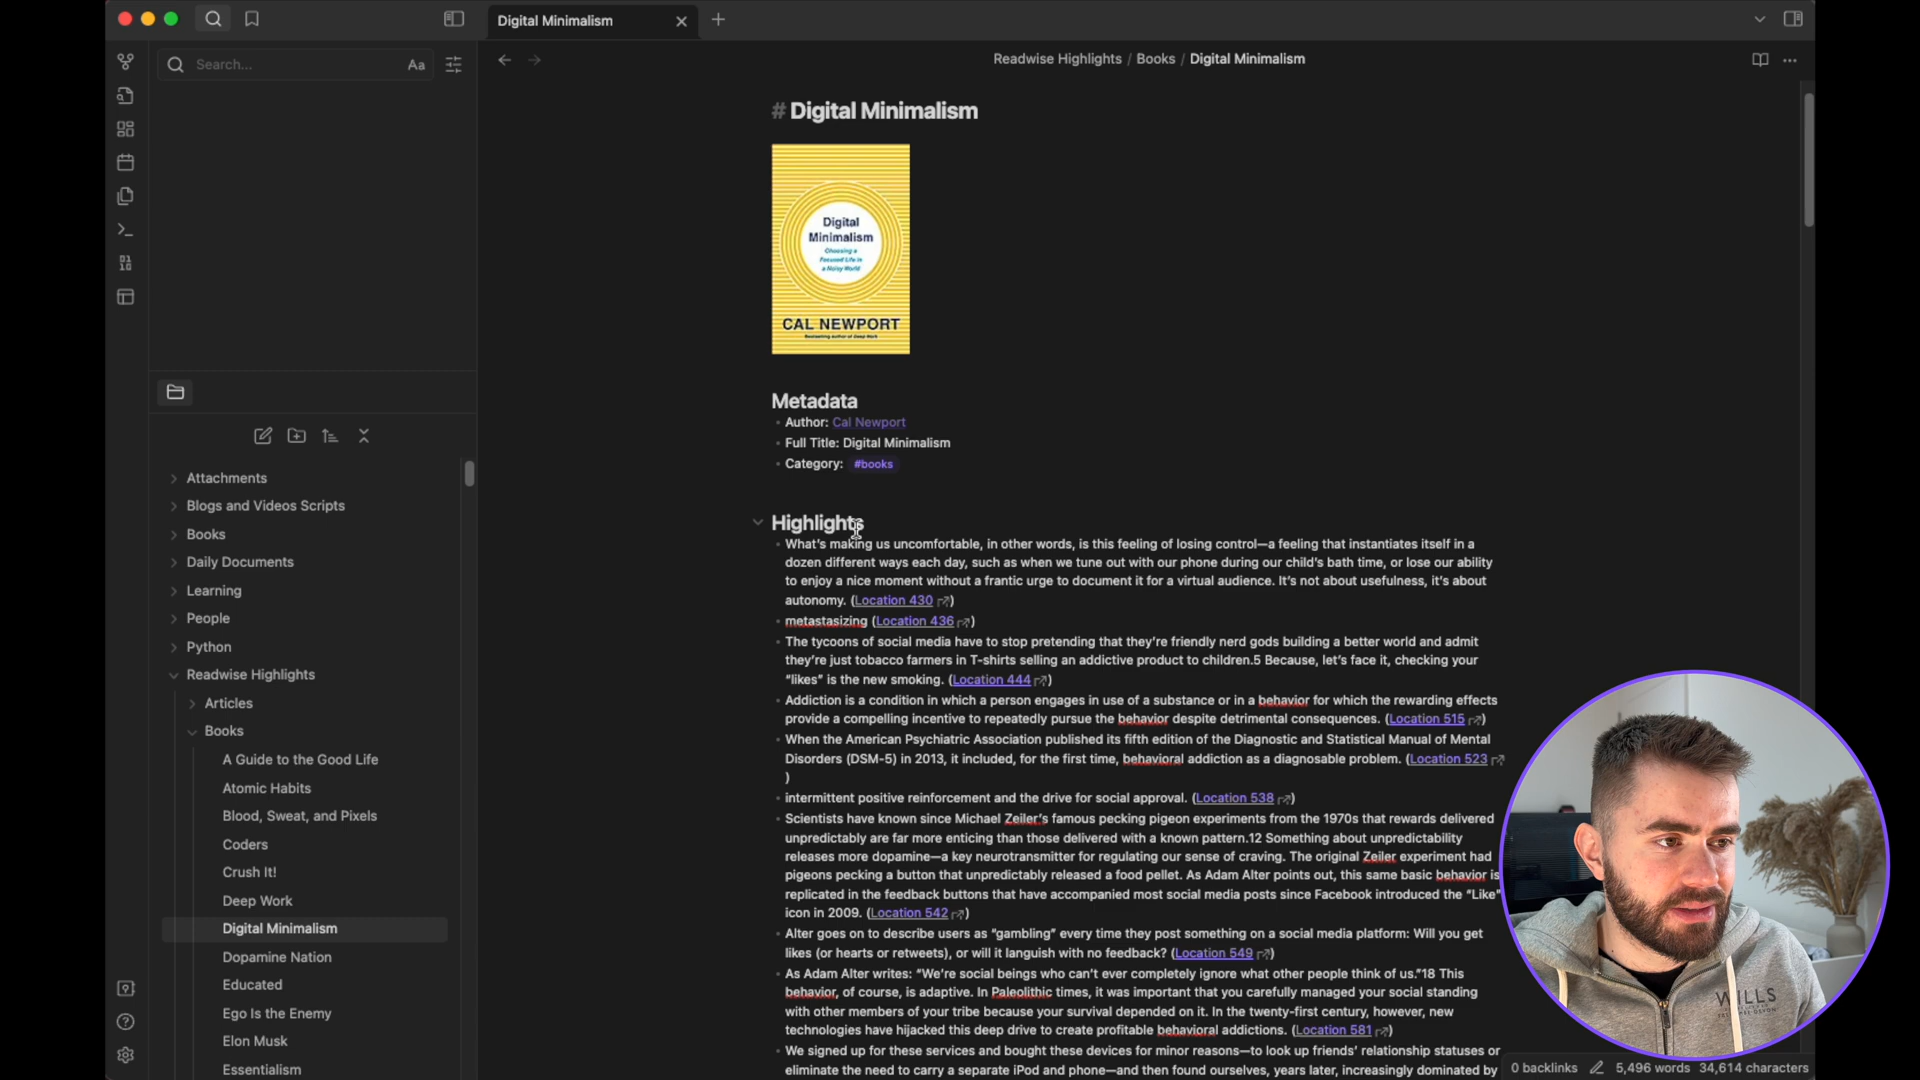 Digital Minimalism
Search...
Aa
Readwise Highlights / Books / Digital Minimalism
# Digital Minimalism
Digital
Minimalism
Choosing a
Focused Life in
a Noisy World
CAL NEWPORT
Bestselling author of Deep Work
Metadata
Author: Cal Newport
Full Title: Digital Minimalism
Category: #books
Highlights
What's making us uncomfortable, in other words, is this feeling of losing control—a feeling that instantiates itself in a
dozen different ways each day, such as when we tune out with our phone during our child's bath time, or lose our ability
to enjoy a nice moment without a frantic urge to document it for a virtual audience. It's not about usefulness, it's about
autonomy. (Location 430)
metastasizing (Location 436)
The tycoons of social media have to stop pretending that they're friendly nerd gods building a better world and admit
they're just tobacco farmers in T-shirts selling an addictive product to children.5 Because, let's face it, checking your
“likes” is the new smoking. (Location 444)
Addiction is a condition in which a person engages in use of a substance or in a behavior for which the rewarding effects
provide a compelling incentive to repeatedly pursue the behavior despite detrimental consequences. (Location 515)
When the American Psychiatric Association published its fifth edition of the Diagnostic and Statistical Manual of Mental
Disorders (DSM-5) in 2013, it included, for the first time, behavioral addiction as a diagnosable problem. (Location 523
)
intermittent positive reinforcement and the drive for social approval. (Location 538)
Scientists have known since Michael Zeiler's famous pecking pigeon experiments from the 1970s that rewards delivered
unpredictably are far more enticing than those delivered with a known pattern.12 Something about unpredictability
releases more dopamine—a key neurotransmitter for regulating our sense of craving. The original Zeiler experiment had
pigeons pecking a button that unpredictably released a food pellet. As Adam Alter points out, this same basic behavior is
replicated in the feedback buttons that have accompanied most social media posts since Facebook introduced the “Like”
icon in 2009. (Location 542)
Alter goes on to describe users as “gambling” every time they post something on a social media platform: Will you get
likes (or hearts or retweets), or will it languish with no feedback? (Location 549)
As Adam Alter writes: “We're social beings who can't ever completely ignore what other people think of us.”18 This
behavior, of course, is adaptive. In Paleolithic times, it was important that you carefully managed your social standing
with other members of your tribe because your survival depended on it. In the twenty-first century, however, new
technologies have hijacked this deep drive to create profitable behavioral addictions. (Location 581)
We signed up for these services and bought these devices for minor reasons—to look up friends' relationship statuses or
eliminate the need to carry a separate iPod and phone—and then found ourselves, years later, increasingly dominated by
Attachments
Blogs and Videos Scripts
Books
Daily Documents
Learning
People
Python
Readwise Highlights
Articles
Books
A Guide to the Good Life
Atomic Habits
Blood, Sweat, and Pixels
Coders
Crush It!
Deep Work
Digital Minimalism
Dopamine Nation
Educated
Ego Is the Enemy
Elon Musk
Essentialism
WILLS
0 backlinks 5,496 words 34,614 characters